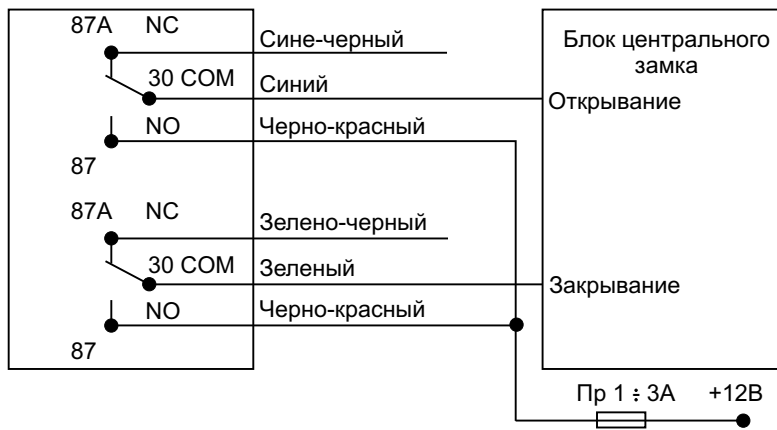 87A NC
Сине-черный
30 COM
Синий
NO
Черно-красный
87
87A NC
Зелено-черный
30 COM
Зеленый
NO
Черно-красный
87
Блок центрального
замка
Открывание
Закрывание
Пр 1 ÷ 3А
+12В